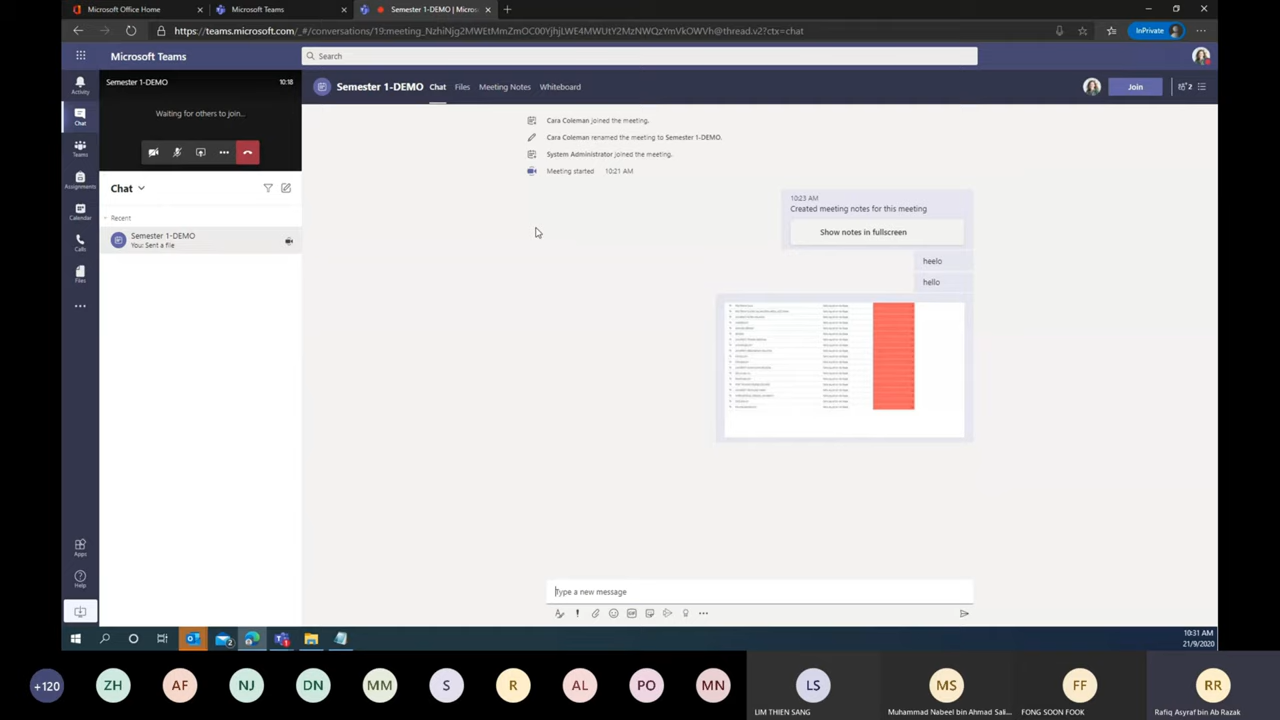 Microsoft Office Home
Microsoft Teams
Semester 1-DEMO | Micros
https://teams.microsoft.com/_#/conversations/19:meeting_NzhiNjg2MWEtMmZmOC00YjhjLWE4MWUtY2MzNWQzYmVkOWVh@thread.v2?ctx=chat
InPrivate
Microsoft Teams
Search
Activity
Chat
Teams
Assignments
Calendar
Calls
Files
Apps
Help
Semester 1-DEMO
10:18
Waiting for others to join...
Chat
Recent
Semester 1-DEMO
You: Sent a file
Semester 1-DEMO
Chat
Files
Meeting Notes
Whiteboard
Join
2
Cara Coleman joined the meeting.
Cara Coleman renamed the meeting to Semester 1-DEMO.
System Administrator joined the meeting.
Meeting started 10:21 AM
10:23 AM
Created meeting notes for this meeting
Show notes in fullscreen
heelo
hello
Type a new message
GIF
10:31 AM
21/9/2020
+120
ZH
AF
NJ
DN
MM
S
R
AL
PO
MN
LS
LIM THIEN SANG
MS
Muhammad Nabeel bin Ahmad Sak...
FF
FONG SOON FOOK
RR
Rafiq Asyraf bin Ab Razak